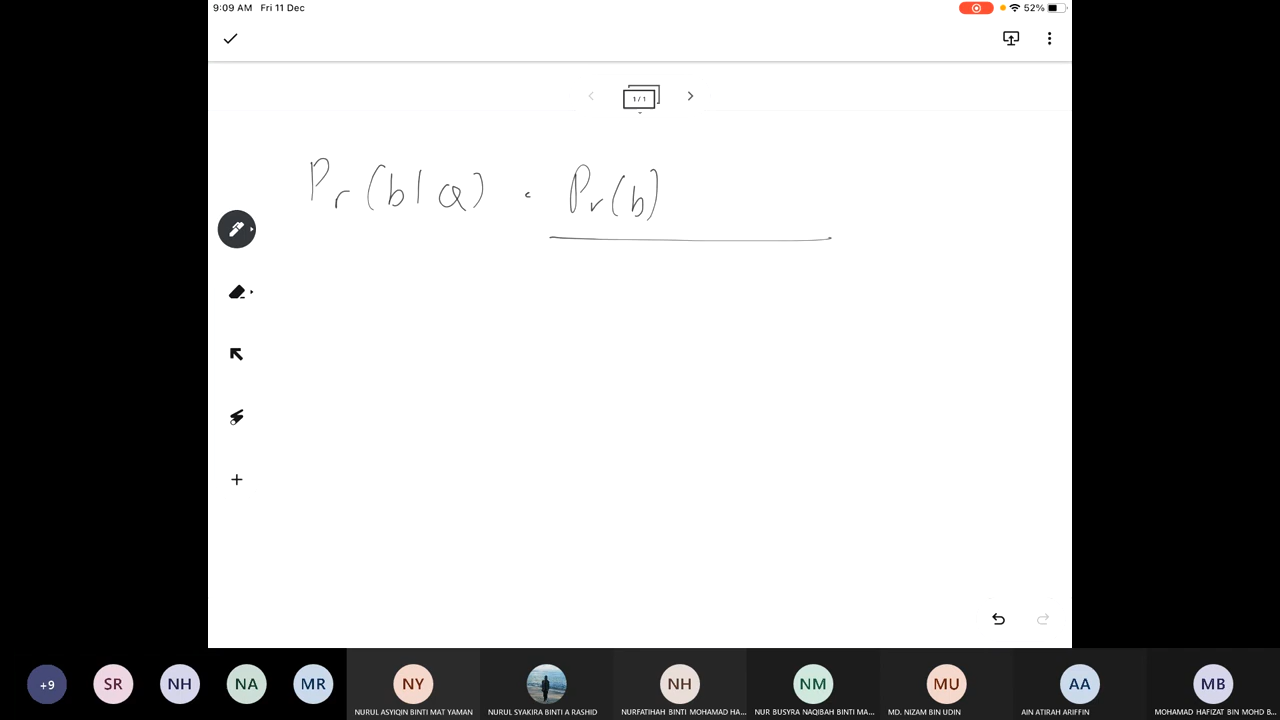 9:09 AM Fri 11 Dec
52%
1/1
Pr(b|a) · Pr(b)
+9
SR
NH
NA
MR
NY
NH
NM
MU
AA
MB
NURUL ASYIQIN BINTI MAT YAMAN
NURUL SYAKIRA BINTI A RASHID
NURFATIHAH BINTI MOHAMAD HA...
NUR BUSYRA NAQIBAH BINTI MA...
MD. NIZAM BIN UDIN
AIN ATIRAH ARIFFIN
MOHAMAD HAFIZAT BIN MOHD B...